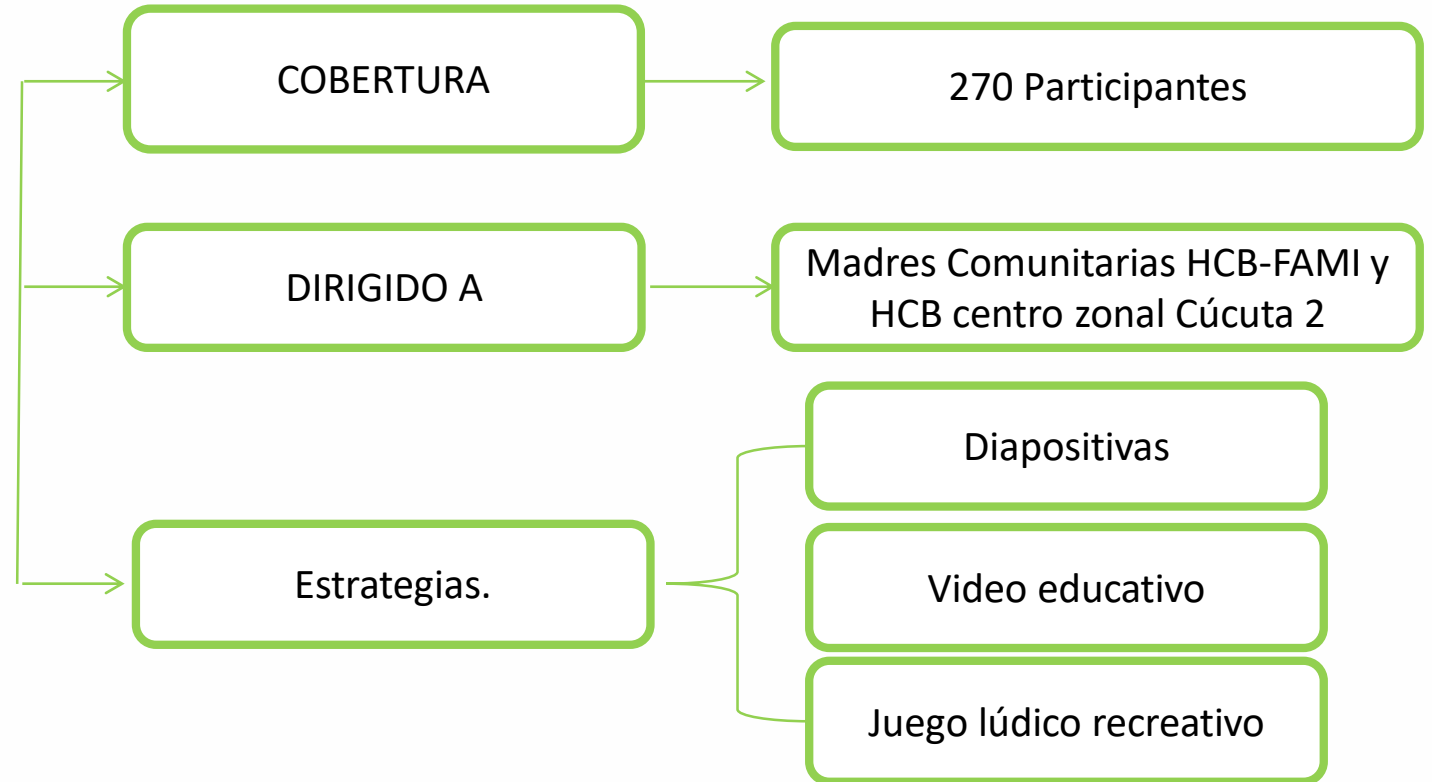 COBERTURA
270 Participantes
DIRIGIDO A
Madres Comunitarias HCB-FAMI y
HCB centro zonal Cúcuta 2
Estrategias.
Diapositivas
Video educativo
Juego lúdico recreativo